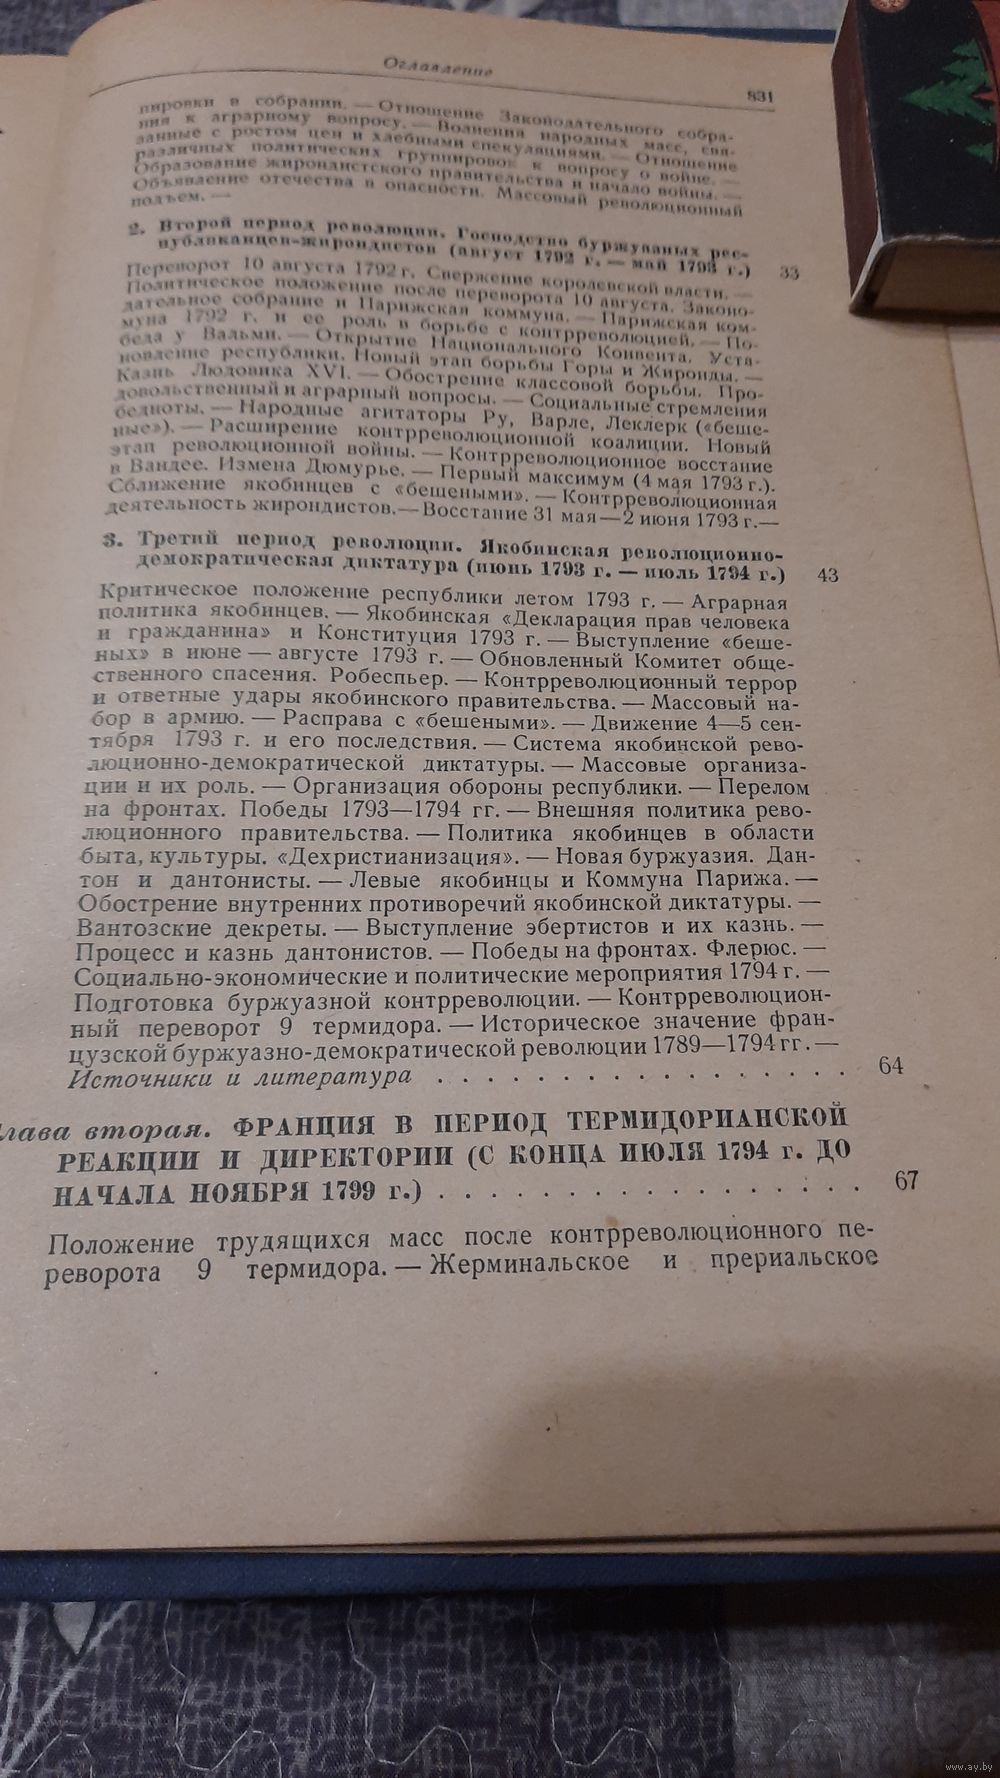 Оглавление
831
пировки в собрании. — Отношение Законодательного собра-
ния к аграрному вопросу. — Волнения народных масс, свя-
занные с ростом цен и хлебными спекуляциями. — Отношение
различных политических группировок к вопросу о войне. —
Образование жирондистского правительства и начало войны. —
Объявление отечества в опасности. Массовый революционный
подъем. —
2. Второй период революции. Господство буржуазных рес-
публиканцев-жирондистов (август 1792 г. — май 1793 г.) 33
Переворот 10 августа 1792 г. Свержение королевской власти. —
Политическое положение после переворота 10 августа. Законо-
дательное собрание и Парижская коммуна. — Парижская ком-
муна 1792 г. и ее роль в борьбе с контрреволюцией. — По-
беда у Вальми. — Открытие Национального Конвента. Уста-
новление республики. Новый этап борьбы Горы и Жиронды. —
Казнь Людовика XVI. — Обострение классовой борьбы. Про-
довольственный и аграрный вопросы. — Социальные стремления
бедноты. — Народные агитаторы Ру, Варле, Леклерк («беше-
ные»). — Расширение контрреволюционной коалиции. Новый
этап революционной войны. — Контрреволюционное восстание
в Вандее. Измена Дюмурье. — Первый максимум (4 мая 1793 г.).
Сближение якобинцев с «бешеными». — Контрреволюционная
деятельность жирондистов. — Восстание 31 мая — 2 июня 1793 г. —
3. Третий период революции. Якобинская революционно-
демократическая диктатура (июнь 1793 г. — июль 1794 г.) 43
Критическое положение республики летом 1793 г. — Аграрная
политика якобинцев. — Якобинская «Декларация прав человека
и гражданина» и Конституция 1793 г. — Выступление «беше-
ных» в июне — августе 1793 г. — Обновленный Комитет обще-
ственного спасения. Робеспьер. — Контрреволюционный террор
и ответные удары якобинского правительства. — Массовый на-
бор в армию. — Расправа с «бешеными». — Движение 4—5 сен-
тября 1793 г. и его последствия. — Система якобинской рево-
люционно-демократической диктатуры. — Массовые организа-
ции и их роль. — Организация обороны республики. — Перелом
на фронтах. Победы 1793—1794 гг. — Внешняя политика рево-
люционного правительства. — Политика якобинцев в области
быта, культуры. «Дехристианизация». — Новая буржуазия. Дан-
тон и дантонисты. — Левые якобинцы и Коммуна Парижа. —
Обострение внутренних противоречий якобинской диктатуры. —
Вантозские декреты. — Выступление эбертистов и их казнь. —
Процесс и казнь дантонистов. — Победы на фронтах. Флерюс. —
Социально-экономические и политические мероприятия 1794 г. —
Подготовка буржуазной контрреволюции. — Контрреволюцион-
ный переворот 9 термидора. — Историческое значение фран-
цузской буржуазно-демократической революции 1789—1794 гг. —
Источники и литература . . . . . . . . . . . . . . . . . 64
лава вторая. ФРАНЦИЯ В ПЕРИОД ТЕРМИДОРИАНСКОЙ
РЕАКЦИИ И ДИРЕКТОРИИ (С КОНЦА ИЮЛЯ 1794 г. ДО
НАЧАЛА НОЯБРЯ 1799 г.) . . . . . . . . . . . . . . . . . 67
Положение трудящихся масс после контрреволюционного пе-
реворота 9 термидора. — Жерминальское и прериальское
www.ay.by